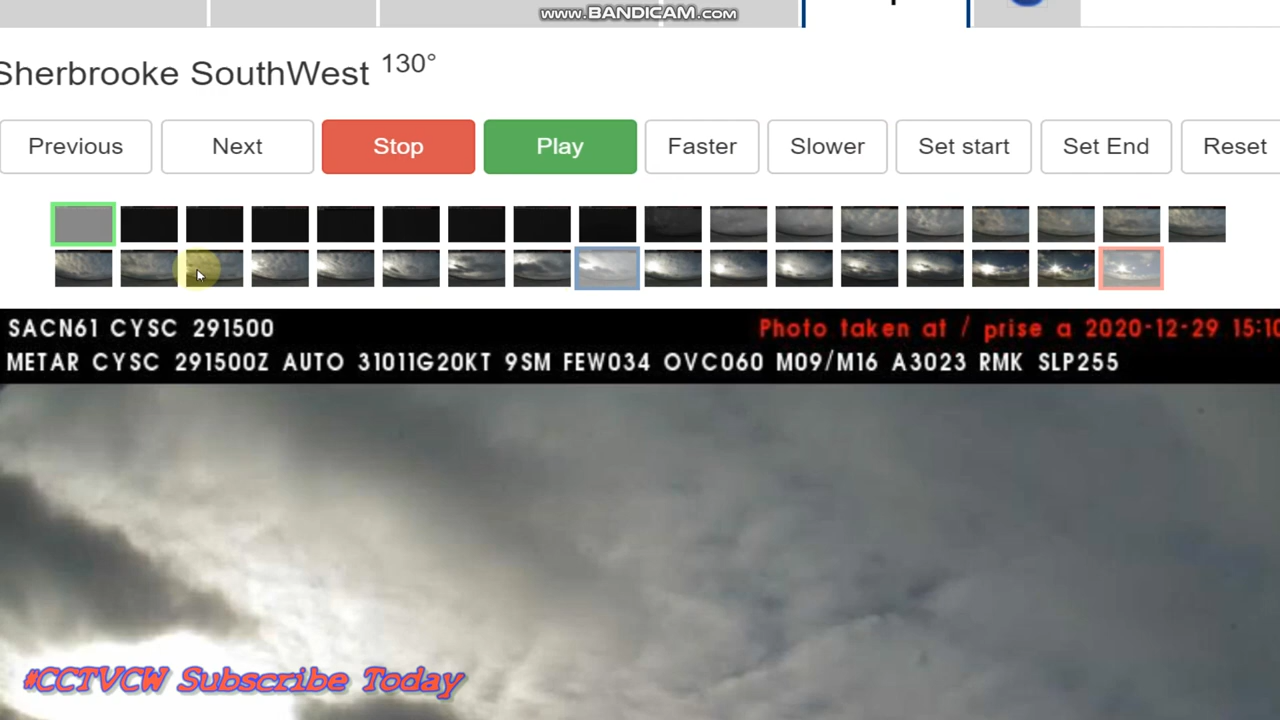 www.BANDICAM.com
Sherbrooke SouthWest 130°
Previous Next Stop Play Faster Slower Set start Set End Reset
SACN61 CYSC 291500 Photo taken at / prise a 2020-12-29 15:10
METAR CYSC 291500Z AUTO 31011G20KT 9SM FEW034 OVC060 M09/M16 A3023 RMK SLP255
#CCTVCW Subscribe Today